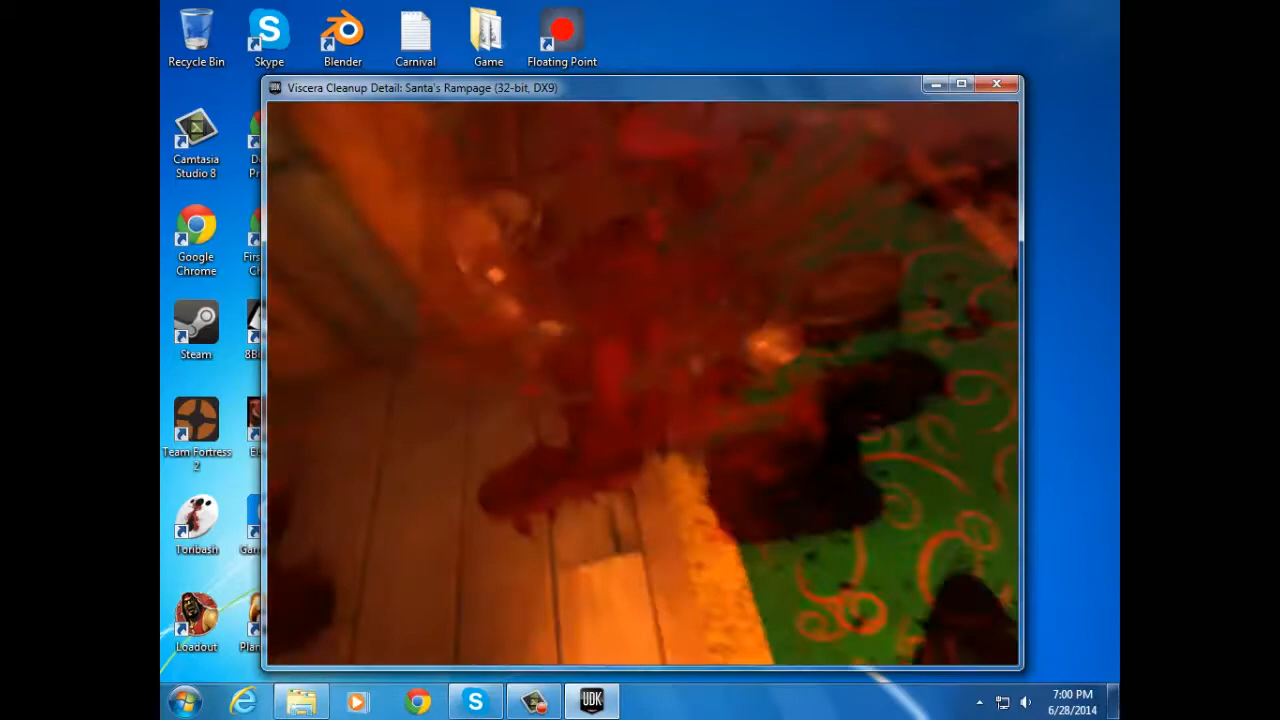 Recycle Bin
Skype
Blender
Carnival
Game
Floating Point
UDK Viscera Cleanup Detail: Santa's Rampage (32-bit, DX9)
Camtasia
Studio 8
Google
Chrome
Steam
Team Fortress
2
Toribash
Loadout
UDK
7:00 PM
6/28/2014